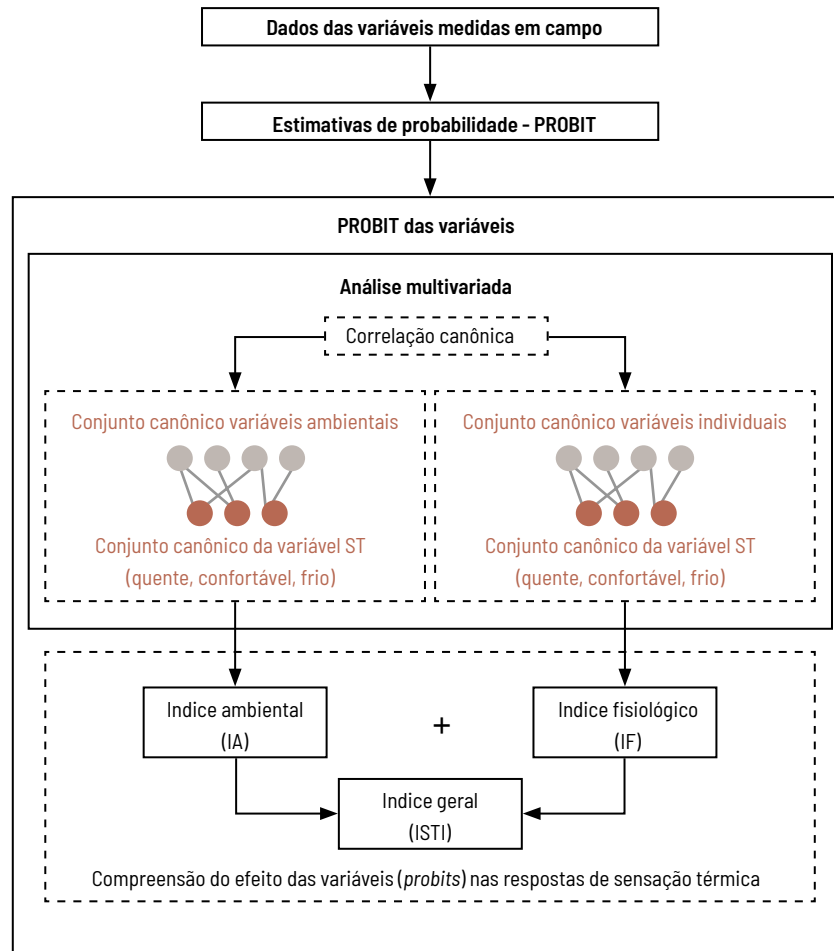 Dados das variáveis medidas em campo
Estimativas de probabilidade - PROBIT
PROBIT das variáveis
Análise multivariada
Correlação canônica
Conjunto canônico variáveis ambientais
Conjunto canônico da variável ST
(quente, confortável, frio)
Conjunto canônico variáveis individuais
Conjunto canônico da variável ST
(quente, confortável, frio)
Indice ambiental
(IA)
+
Indice fisiológico
(IF)
Indice geral
(ISTI)
Compreensão do efeito das variáveis (probits) nas respostas de sensação térmica